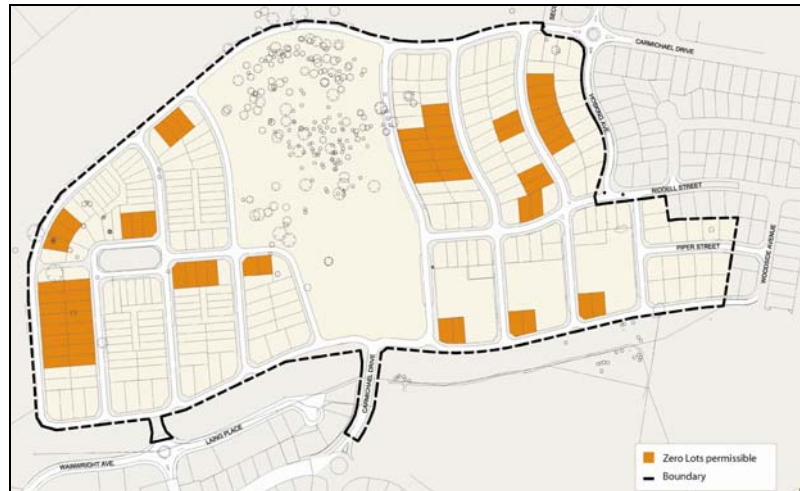 CARMICHAEL DRIVE
RIDDELL STREET
PIPER STREET
WOODSIDE AVENUE
CARMICHAEL DRIVE
LAING PLACE
WAINWRIGHT AVE.
Zero Lots permissible
Boundary